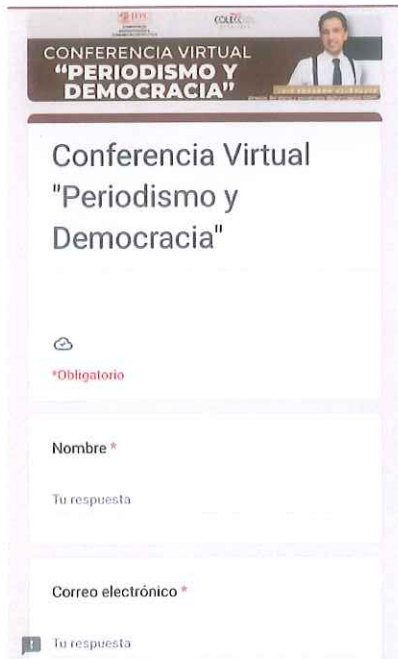 CONFERENCIA VIRTUAL
“PERIODISMO Y
DEMOCRACIA”
Conferencia Virtual
"Periodismo y
Democracia"
*Obligatorio
Nombre *
Tu respuesta
Correo electrónico *
Tu respuesta